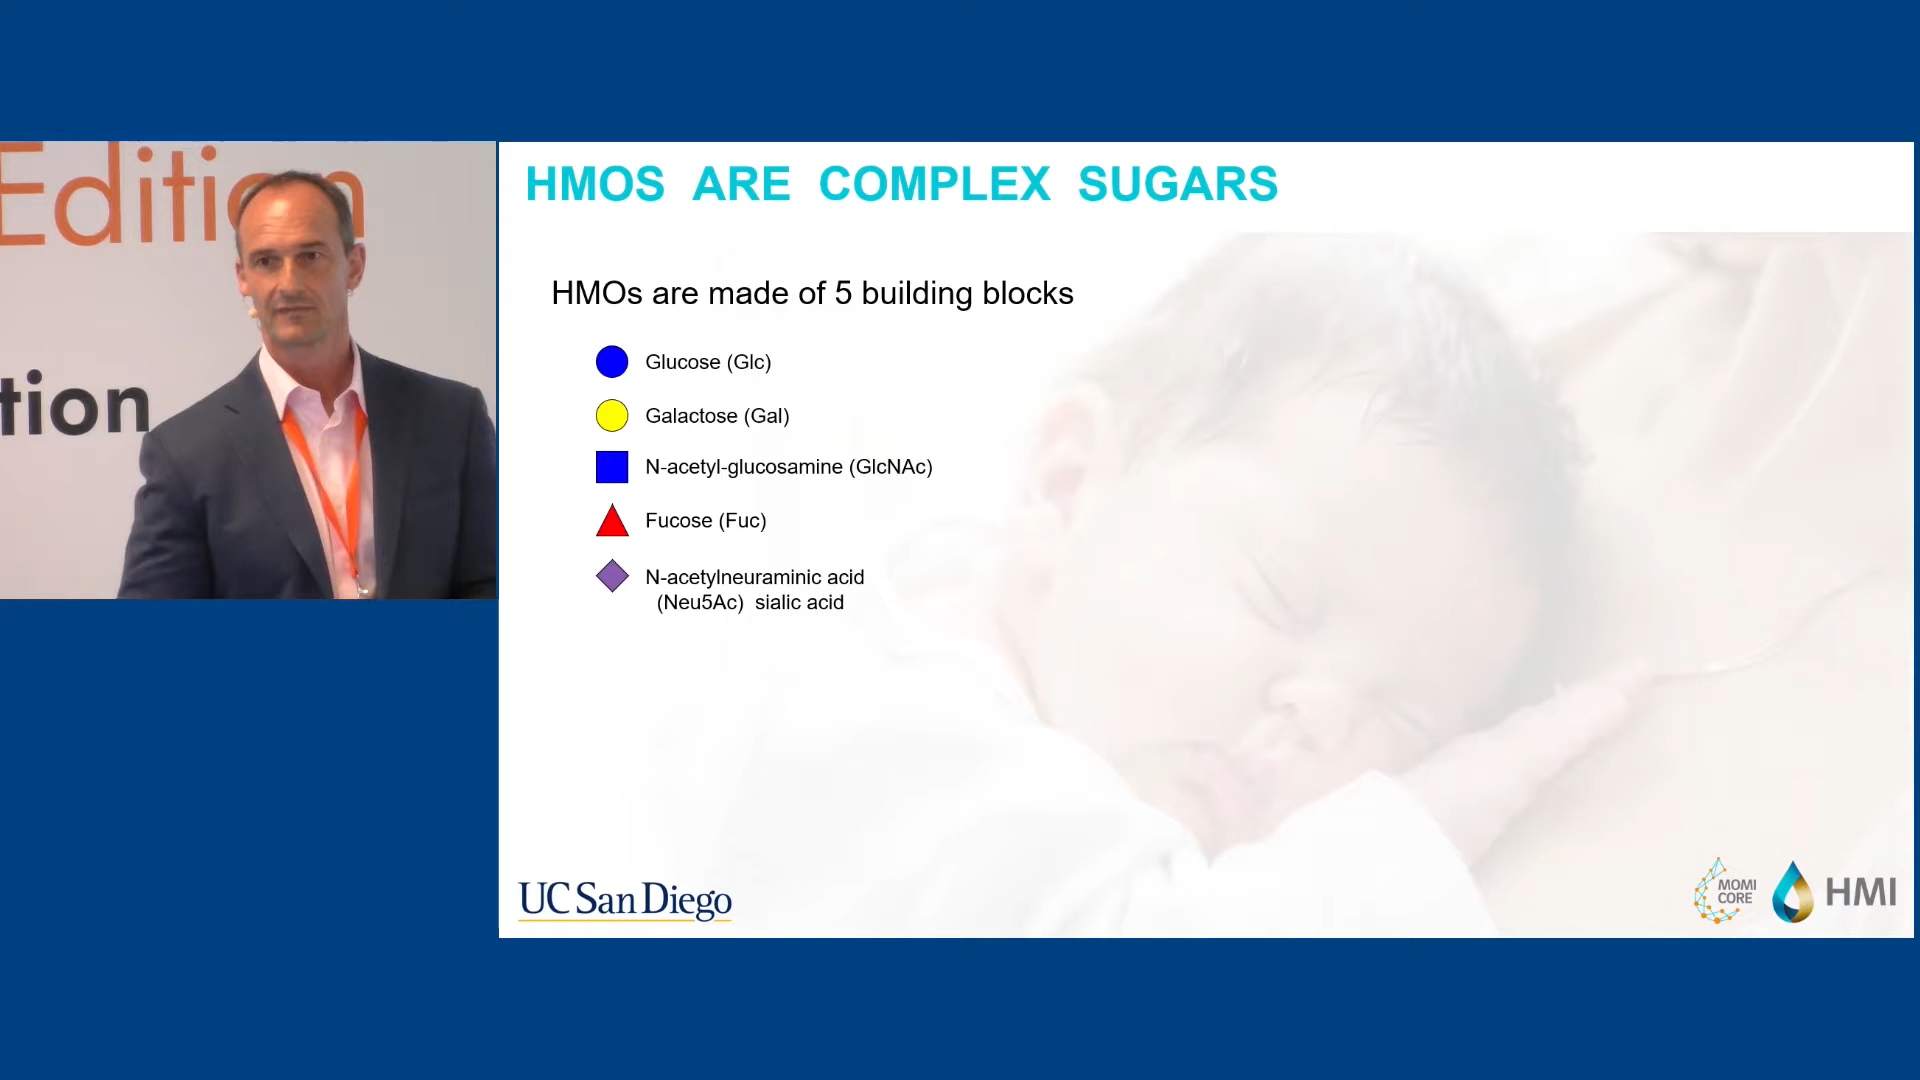 Edition
tion
HMOS ARE COMPLEX SUGARS
HMOs are made of 5 building blocks
Glucose (Glc)
Galactose (Gal)
N-acetyl-glucosamine (GlcNAc)
Fucose (Fuc)
N-acetylneuraminic acid
(Neu5Ac) sialic acid
UC San Diego
MOMI
CORE
HMI